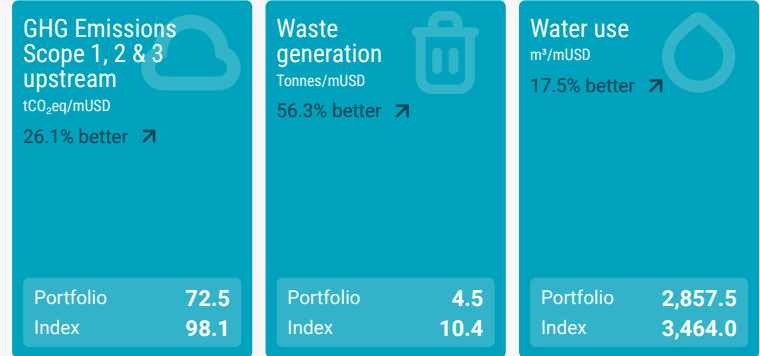 GHG Emissions
Scope 1, 2 & 3
upstream
tCO₂eq/mUSD
26.1% better
Portfolio 72.5
Index 98.1
Waste
generation
Tonnes/mUSD
56.3% better
Portfolio 4.5
Index 10.4
Water use
m³/mUSD
17.5% better
Portfolio 2,857.5
Index 3,464.0